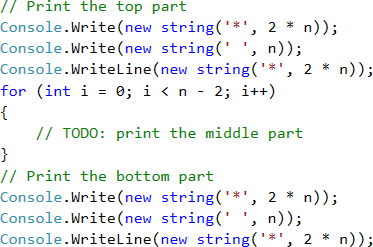 // Print the top part
Console.Write(new string('*', 2 * n));
Console.Write(new string(' ', n));
Console.WriteLine(new string('*', 2 * n));
for (int i = 0; i < n - 2; i++)
{
    // TODO: print the middle part
}
// Print the bottom part
Console.Write(new string('*', 2 * n));
Console.Write(new string(' ', n));
Console.WriteLine(new string('*', 2 * n));